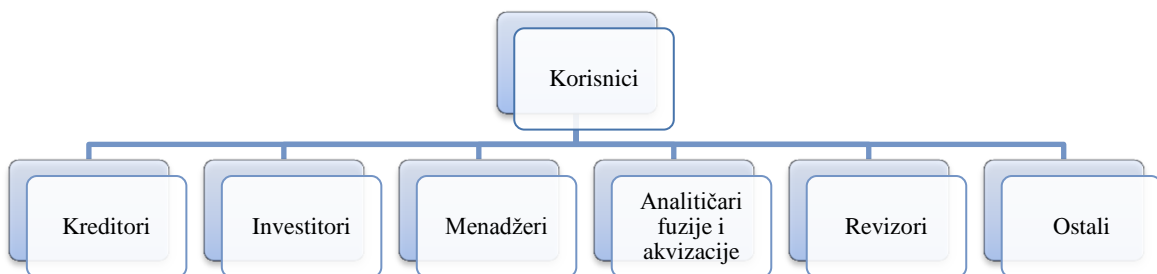 Korisnici
Kreditori
Investitori
Menadžeri
Analitičari
fuzije i
akvizacije
Revizori
Ostali